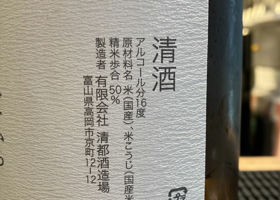 清酒
アルコール分16度
原材料名 米(国産)、米こうじ(国産米
精米歩合 50%
製造者 有限会社 清都酒造場
富山県高岡市京町12-12